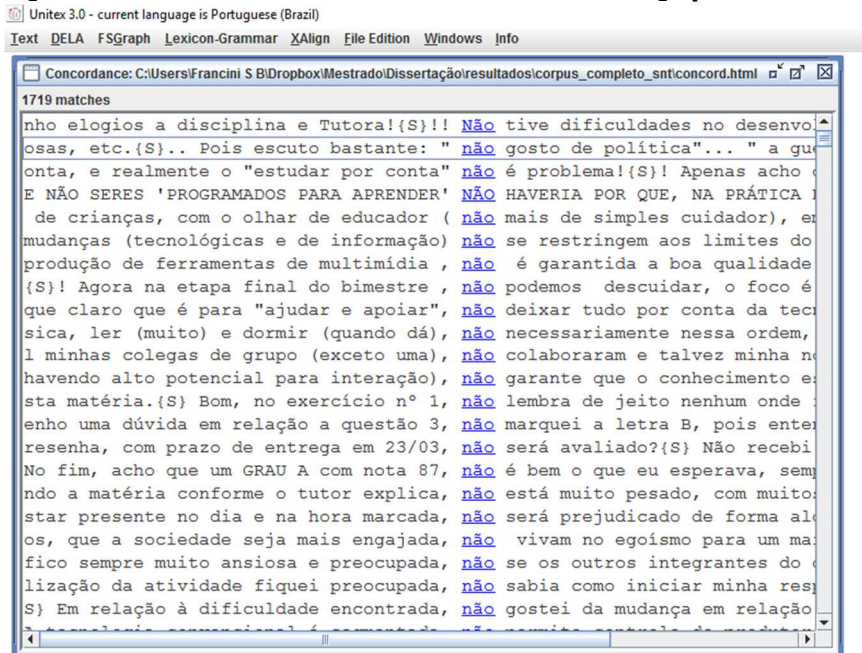 Unitex 3.0 - current language is Portuguese (Brazil)
Text DELA FSGraph Lexicon-Grammar XAlign File Edition Windows Info
Concordance: C:\Users\Francini S B\Dropbox\Mestrado\Dissertação\resultados\corpus_completo_snt\concord.html
1719 matches
nho elogios a disciplina e Tutora!{S}!! Não tive dificuldades no desenvo
osas, etc.{S}.. Pois escuto bastante: " não gosto de política"... " a gue
onta, e realmente o "estudar por conta" não é problema!{S}! Apenas acho
E NÃO SERES 'PROGRAMADOS PARA APRENDER' NÃO HAVERIA POR QUE, NA PRÁTICA
de crianças, com o olhar de educador ( não mais de simples cuidador), e
mudanças (tecnológicas e de informação) não se restringem aos limites do
produção de ferramentas de multimídia , não é garantida a boa qualidade
{S}! Agora na etapa final do bimestre , não podemos descuidar, o foco é
que claro que é para "ajudar e apoiar", não deixar tudo por conta da tec
sica, ler (muito) e dormir (quando dá), não necessariamente nessa ordem,
l minhas colegas de grupo (exceto uma), não colaboraram e talvez minha n
havendo alto potencial para interação), não garante que o conhecimento e
sta matéria.{S} Bom, no exercício nº 1, não lembra de jeito nenhum onde
enho uma dúvida em relação a questão 3, não marquei a letra B, pois ente
resenha, com prazo de entrega em 23/03, não será avaliado?{S} Não recebi
No fim, acho que um GRAU A com nota 87, não é bem o que eu esperava, sem
ndo a matéria conforme o tutor explica, não está muito pesado, com muito
star presente no dia e na hora marcada, não será prejudicado de forma al
os, que a sociedade seja mais engajada, não vivam no egoísmo para um ma
fico sempre muito ansiosa e preocupada, não se os outros integrantes do
lização da atividade fiquei preocupada, não sabia como iniciar minha res
S} Em relação à dificuldade encontrada, não gostei da mudança em relação